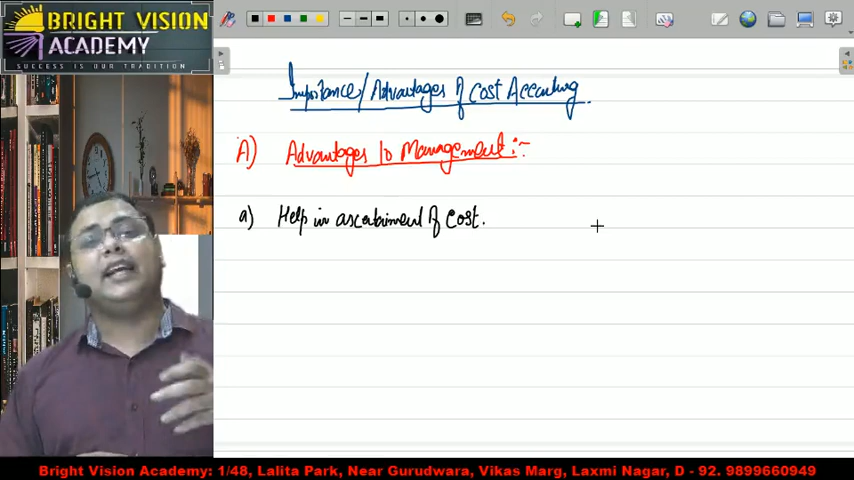 BRIGHT VISION
ACADEMY
SUCCESS IS OUR TRADITION
Importance/Advantages of Cost Accounting.
A) Advantages to Management:-
a) Help in ascertainment of Cost.
Bright Vision Academy: 1/48, Lalita Park, Near Gurudwara, Vikas Marg, Laxmi Nagar, D - 92. 9899660949